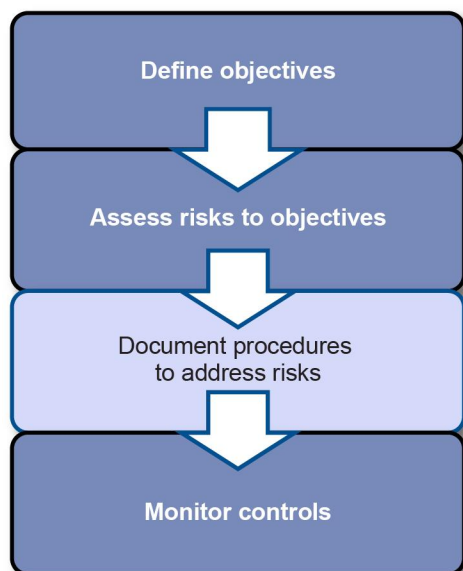 Define objectives
Assess risks to objectives
Document procedures
to address risks
Monitor controls